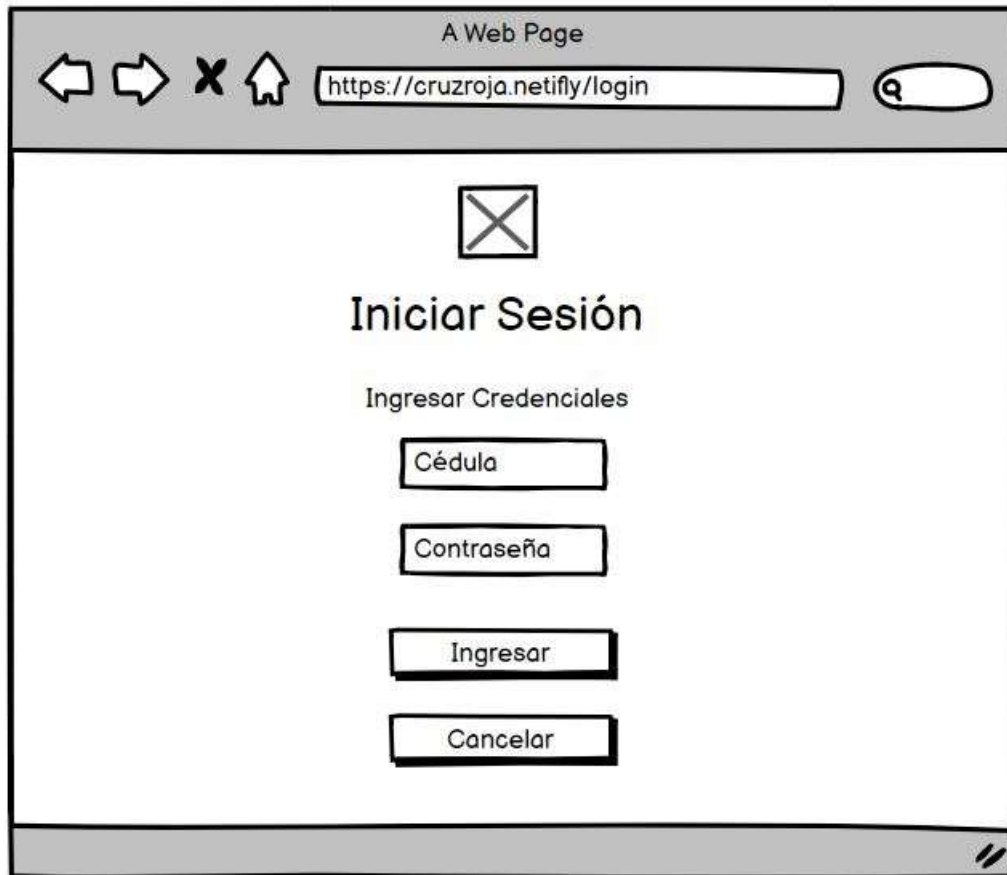 A Web Page
https://cruzroja.netifly/login
Iniciar Sesión
Ingresar Credenciales
Cédula
Contraseña
Ingresar
Cancelar